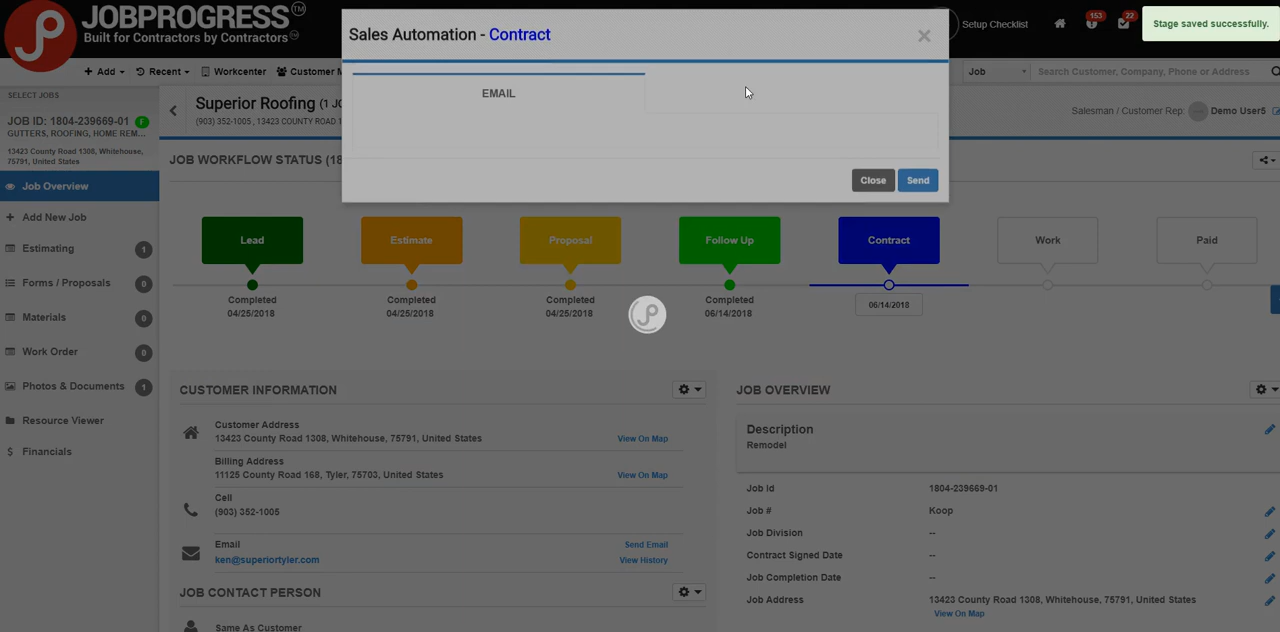 JOBPROGRESS TM
Built for Contractors by Contractors TM
Sales Automation - Contract
×
Setup Checklist
153
22
Stage saved successfully.
+ Add
Recent
Workcenter
Customer M
Job
Search Customer, Company, Phone or Address
EMAIL
Close
Send
SELECT JOBS
JOB ID: 1804-239669-01 F
GUTTERS, ROOFING, HOME REM...
13423 County Road 1308, Whitehouse,
75791, United States
Superior Roofing (1 JO
(903) 352-1005 , 13423 COUNTY ROAD 1
Salesman / Customer Rep:
Demo User5
JOB WORKFLOW STATUS (18
Job Overview
+ Add New Job
Estimating 1
Forms / Proposals 0
Materials 0
Work Order 0
Photos & Documents 1
Resource Viewer
$ Financials
Lead
Estimate
Proposal
Follow Up
Contract
Work
Paid
Completed
04/25/2018
Completed
04/25/2018
Completed
04/25/2018
Completed
06/14/2018
06/14/2018
CUSTOMER INFORMATION
Customer Address
13423 County Road 1308, Whitehouse, 75791, United States
View On Map
Billing Address
11125 County Road 168, Tyler, 75703, United States
View On Map
Cell
(903) 352-1005
Email
Send Email
ken@superiortyler.com
View History
JOB CONTACT PERSON
Same As Customer
JOB OVERVIEW
Description
Remodel
Job Id
1804-239669-01
Job #
Koop
Job Division
--
Contract Signed Date
--
Job Completion Date
--
Job Address
13423 County Road 1308, Whitehouse, 75791, United States
View On Map